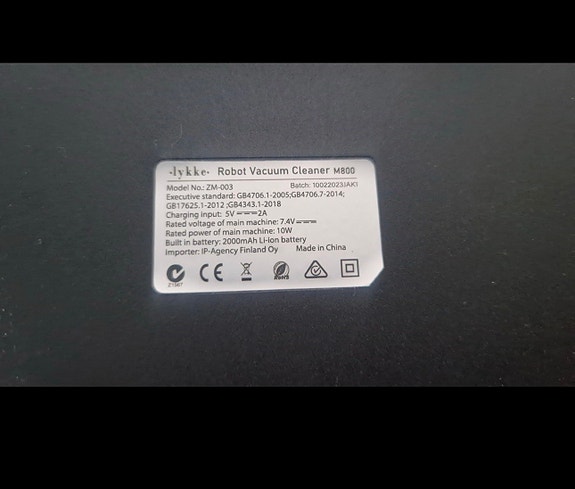 ·lykke· Robot Vacuum Cleaner M800
Model No.: ZM-003 Batch: 10022023JAKI
Executive standard: GB4706.1-2005;GB4706.7-2014;
GB17625.1-2012 ;GB4343.1-2018
Charging input: 5V⎓2A
Rated voltage of main machine: 7.4V⎓
Rated power of main machine: 10W
Built in battery: 2000mAh Li-ion battery
Importer: IP-Agency Finland Oy Made in China
CE RoHS